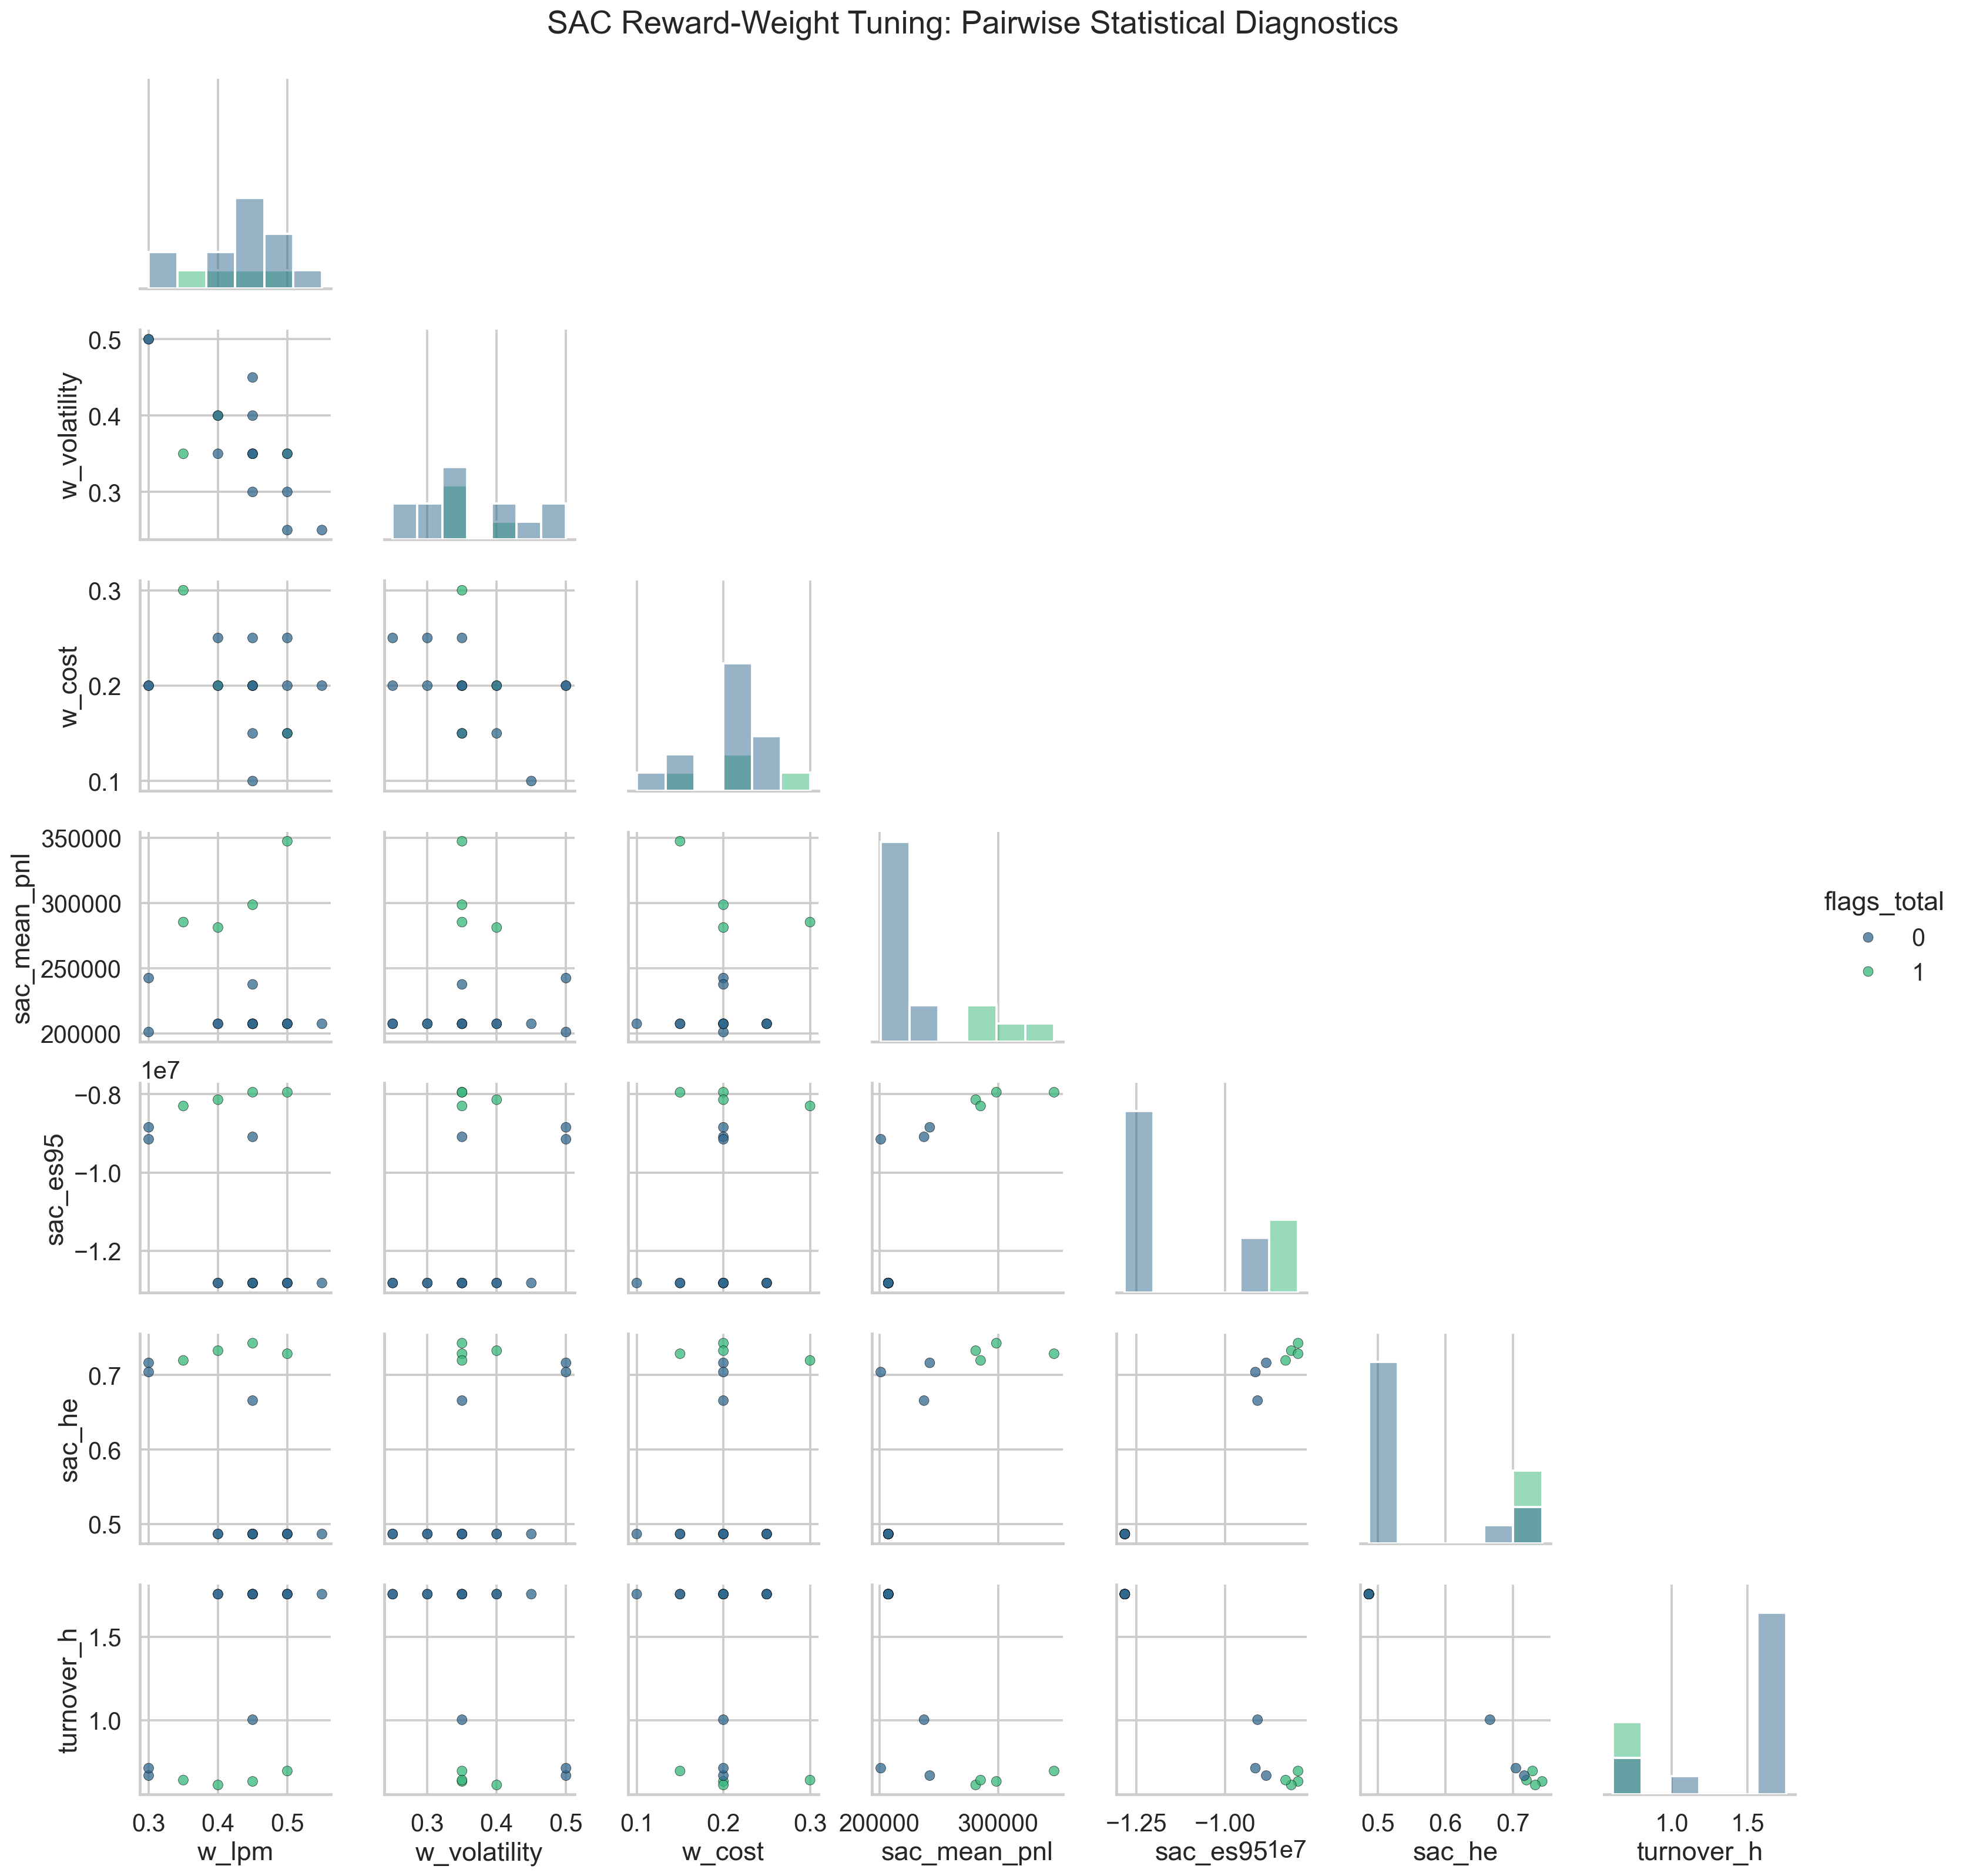 SAC Reward-Weight Tuning: Pairwise Statistical Diagnostics
w_volatility
0.5
0.4
0.3
w_cost
0.3
0.2
0.1
sac_mean_pnl
350000
300000
250000
200000
flags_total
0
1
1e7
sac_es95
−0.8
−1.0
−1.2
sac_he
0.7
0.6
0.5
turnover_h
1.5
1.0
0.3 0.4 0.5
0.3 0.4 0.5
0.1 0.2 0.3
200000 300000
−1.25 −1.00
0.5 0.6 0.7
1.0 1.5
w_lpm
w_volatility
w_cost
sac_mean_pnl
sac_es95
1e7
sac_he
turnover_h